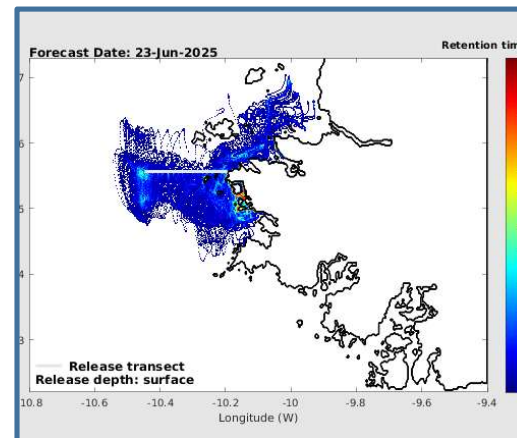 Forecast Date: 23-Jun-2025
Retention tim
7
6
5
4
3
Release transect
Release depth: surface
10.8
-10.6
-10.4
-10.2
-10
-9.8
-9.6
-9.4
Longitude (W)